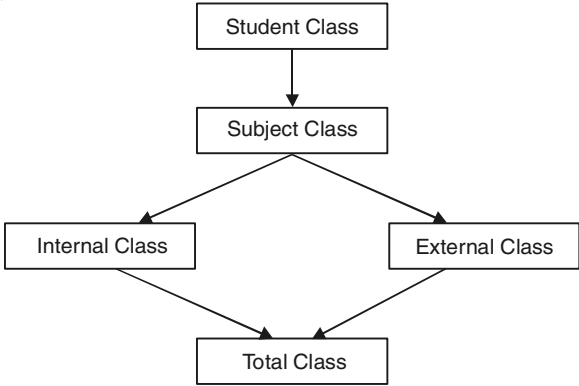 Student Class
Subject Class
Internal Class
External Class
Total Class